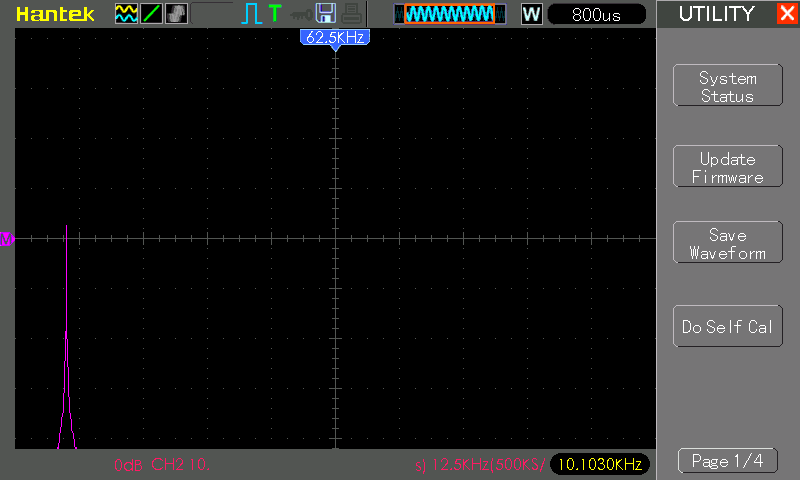 Hantek T W 800us UTILITY
62.5KHz
System
Status
Update
Firmware
Save
Waveform
M
Do Self Cal
0dB CH2 10. s) 12.5KHz(500KS/ 10.1030KHz
Page 1/4